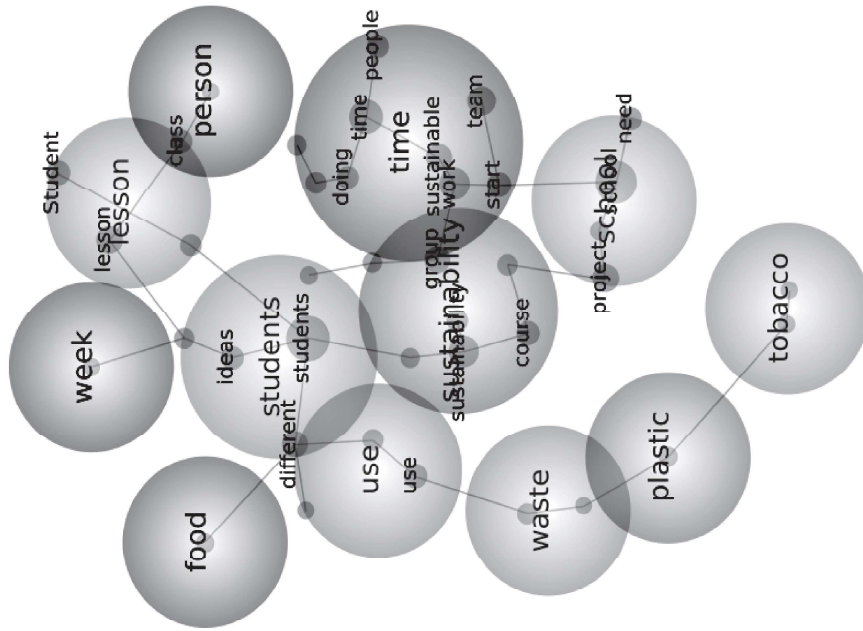 Student
lesson
lesson
class
person
week
ideas
students
students
different
food
people
time
doing
time
sustainable
work
team
start
group
sustainability
sustainability
course
need
school
school
project
use
use
waste
plastic
tobacco